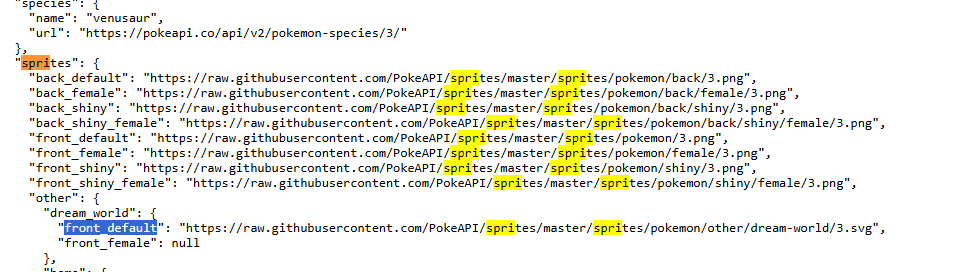 "species": {
"name": "venusaur",
"url": "https://pokeapi.co/api/v2/pokemon-species/3/"
},
"sprites": {
"back_default": "https://raw.githubusercontent.com/PokeAPI/sprites/master/sprites/pokemon/back/3.png",
"back_female": "https://raw.githubusercontent.com/PokeAPI/sprites/master/sprites/pokemon/back/female/3.png",
"back_shiny": "https://raw.githubusercontent.com/PokeAPI/sprites/master/sprites/pokemon/back/shiny/3.png",
"back_shiny_female": "https://raw.githubusercontent.com/PokeAPI/sprites/master/sprites/pokemon/back/shiny/female/3.png",
"front_default": "https://raw.githubusercontent.com/PokeAPI/sprites/master/sprites/pokemon/3.png",
"front_female": "https://raw.githubusercontent.com/PokeAPI/sprites/master/sprites/pokemon/female/3.png",
"front_shiny": "https://raw.githubusercontent.com/PokeAPI/sprites/master/sprites/pokemon/shiny/3.png",
"front_shiny_female": "https://raw.githubusercontent.com/PokeAPI/sprites/master/sprites/pokemon/shiny/female/3.png",
"other": {
"dream_world": {
"front_default": "https://raw.githubusercontent.com/PokeAPI/sprites/master/sprites/pokemon/other/dream-world/3.svg",
"front_female": null
},
"home": {